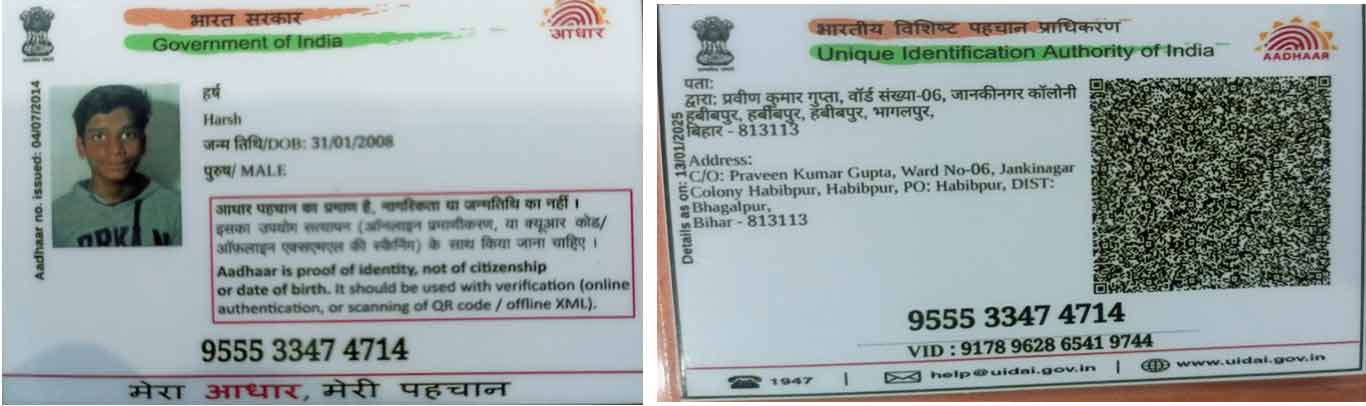 भारत सरकार
Government of India
आधार
Aadhaar no. issued: 04/07/2014
हर्ष
Harsh
जन्म तिथि/DOB: 31/01/2008
पुरुष/ MALE
आधार पहचान का प्रमाण है, नागरिकता या जन्मतिथि का नहीं ।
इसका उपयोग सत्यापन (ऑनलाइन प्रमाणीकरण, या क्यूआर कोड/
ऑफ़लाइन एक्सएमएल की स्कैनिंग) के साथ किया जाना चाहिए ।
Aadhaar is proof of identity, not of citizenship
or date of birth. It should be used with verification (online
authentication, or scanning of QR code / offline XML).
9555 3347 4714
मेरा आधार, मेरी पहचान
भारतीय विशिष्ट पहचान प्राधिकरण
Unique Identification Authority of India
AADHAAR
Details as on: 13/01/2025
पता:
द्वारा: प्रवीण कुमार गुप्ता, वॉर्ड संख्या-06, जानकीनगर कॉलोनी
हबीबपुर, हबीबपुर, हबीबपुर, भागलपुर,
बिहार - 813113
Address:
C/O: Praveen Kumar Gupta, Ward No-06, Jankinagar
Colony Habibpur, Habibpur, PO: Habibpur, DIST:
Bhagalpur,
Bihar - 813113
9555 3347 4714
VID : 9178 9628 6541 9744
1947 | help@uidai.gov.in | www.uidai.gov.in